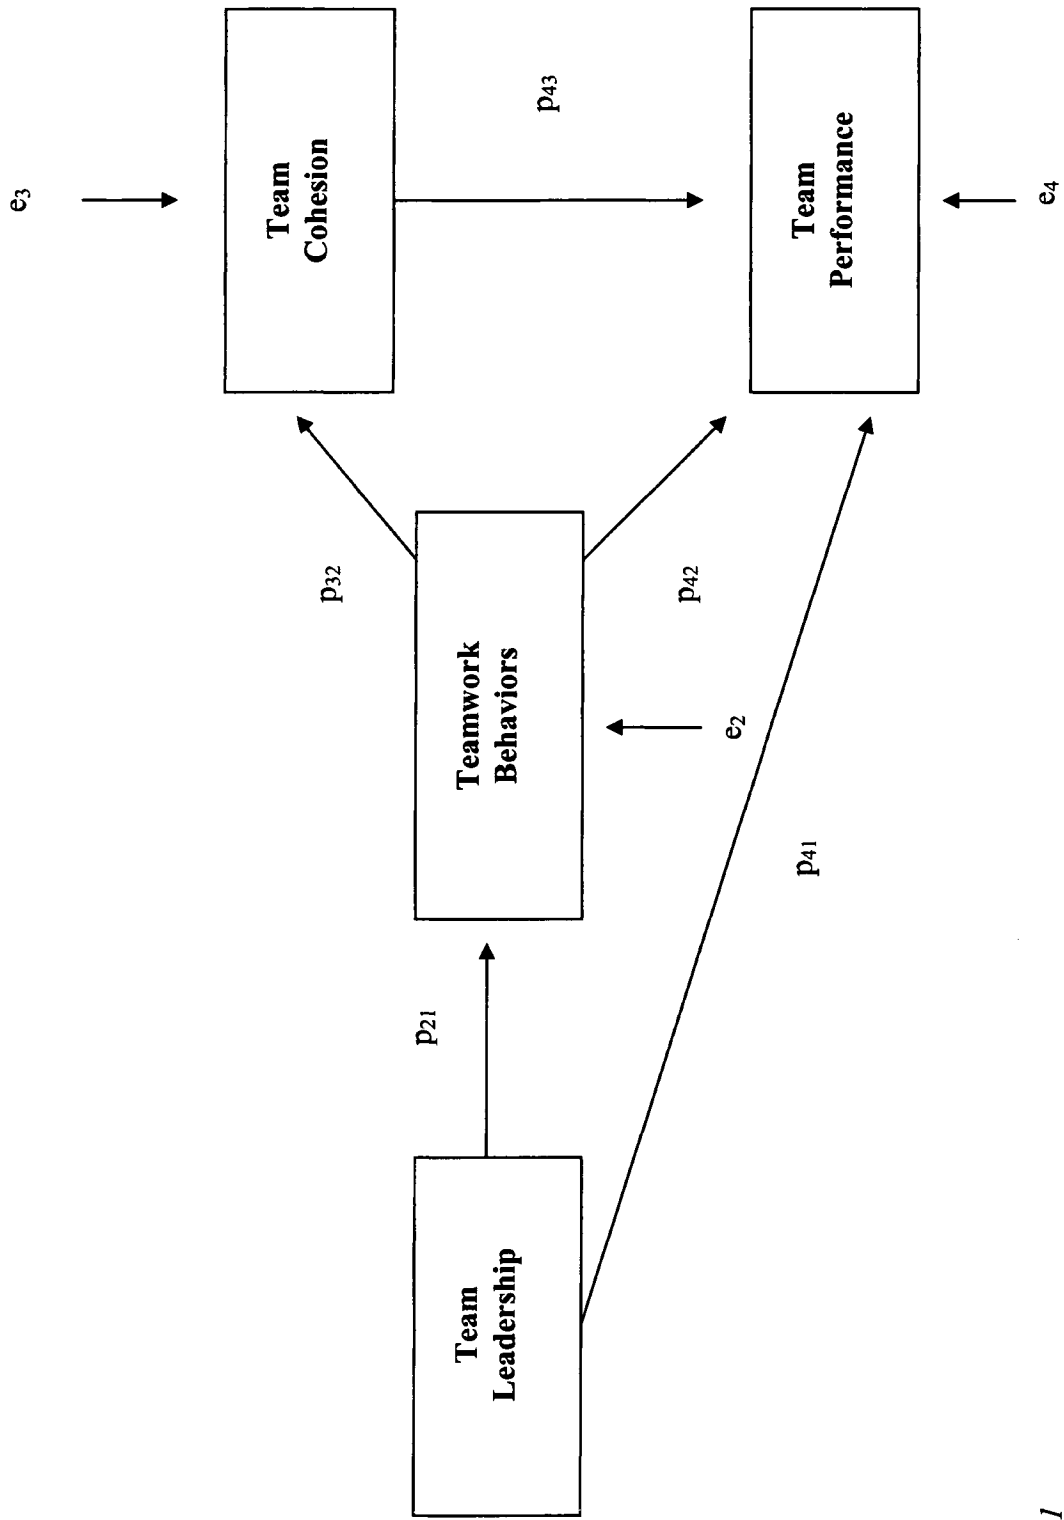 e3
Team
Cohesion
p32
p21
Team
Leadership
Teamwork
Behaviors
p43
p42
e2
p41
Team
Performance
e4